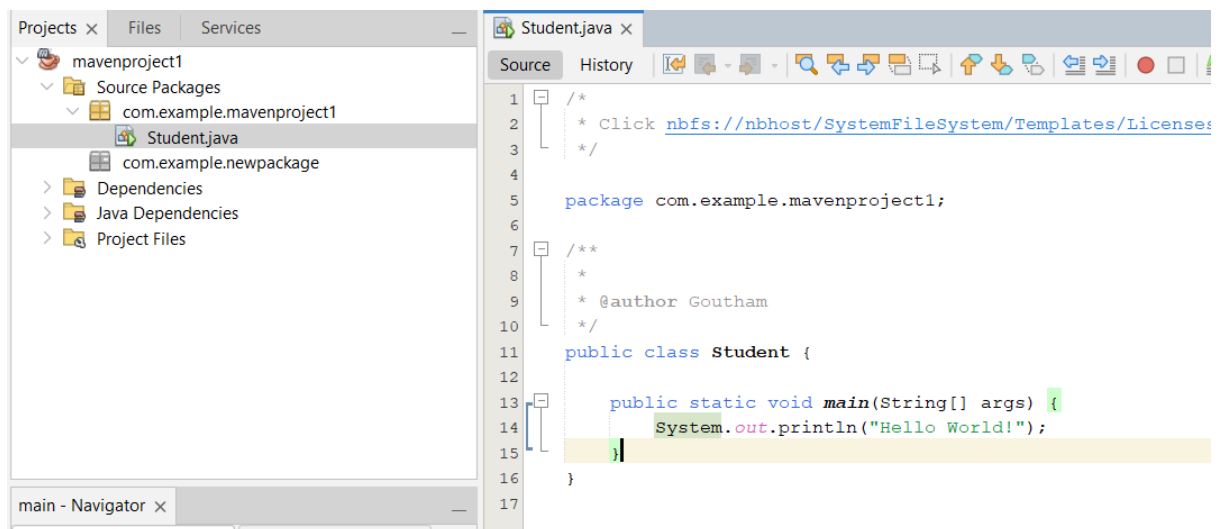 Projects × Files Services
mavenproject1
Source Packages
com.example.mavenproject1
Student.java
com.example.newpackage
Dependencies
Java Dependencies
Project Files
main - Navigator ×
Student.java ×
Source History
1 /*
2 * Click nbfs://nbhost/SystemFileSystem/Templates/Licenses
3 */
4
5 package com.example.mavenproject1;
6
7 /**
8 *
9 * @author Goutham
10 */
11 public class Student {
12
13 public static void main(String[] args) {
14 System.out.println("Hello World!");
15 }
16 }
17